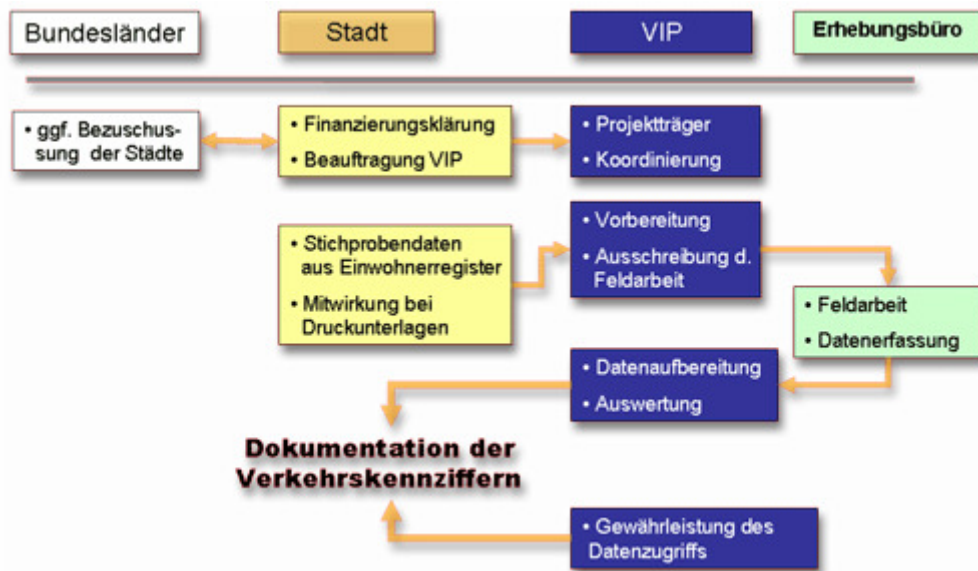 Bundesländer
Stadt
VIP
Erhebungsbüro
• ggf. Bezuschus-
sung der Städte
• Finanzierungsklärung
• Beauftragung VIP
• Projektträger
• Koordinierung
• Stichprobendaten
aus Einwohnerregister
• Mitwirkung bei
Druckunterlagen
• Vorbereitung
• Ausschreibung d.
Feldarbeit
• Feldarbeit
• Datenerfassung
• Datenaufbereitung
• Auswertung
Dokumentation der
Verkehrskennziffern
• Gewährleistung des
Datenzugriffs